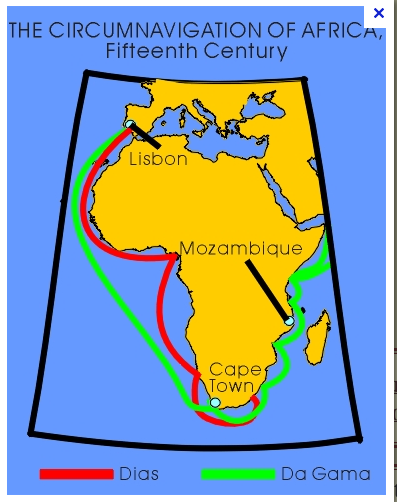 THE CIRCUMNAVIGATION OF AFRICA,
Fifteenth Century
Lisbon
Mozambique
Cape
Town
Dias
Da Gama